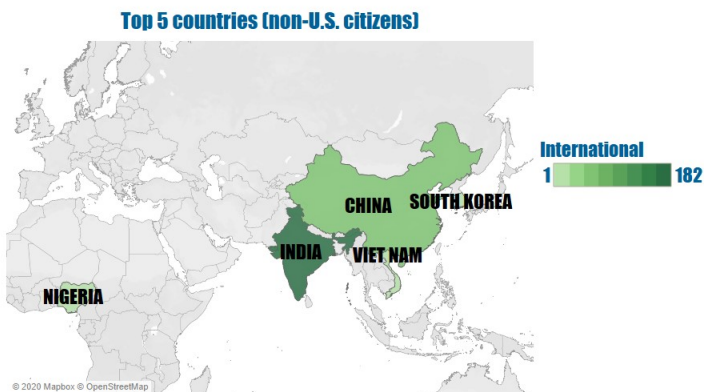 Top 5 countries (non-U.S. citizens)
International
1 182
CHINA
SOUTH KOREA
INDIA
VIET NAM
NIGERIA
© 2020 Mapbox © OpenStreetMap